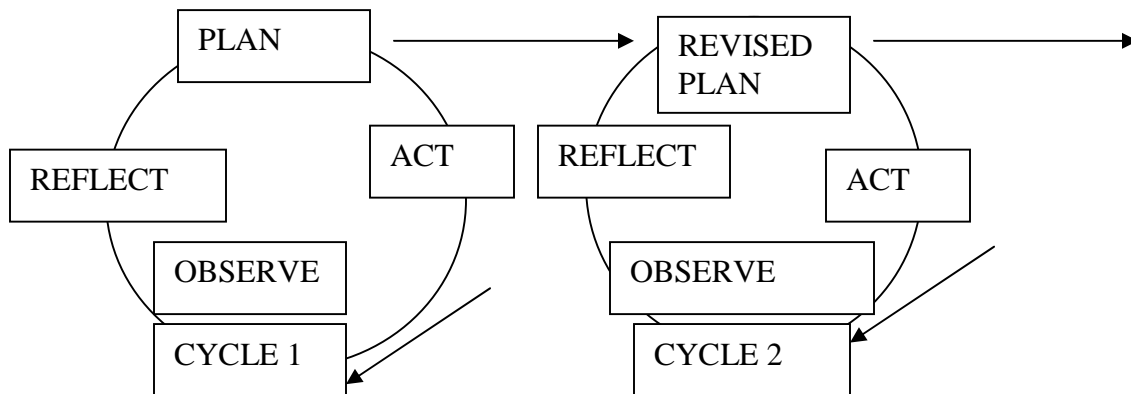 PLAN
ACT
REFLECT
OBSERVE
CYCLE 1
REVISED
PLAN
REFLECT
ACT
OBSERVE
CYCLE 2